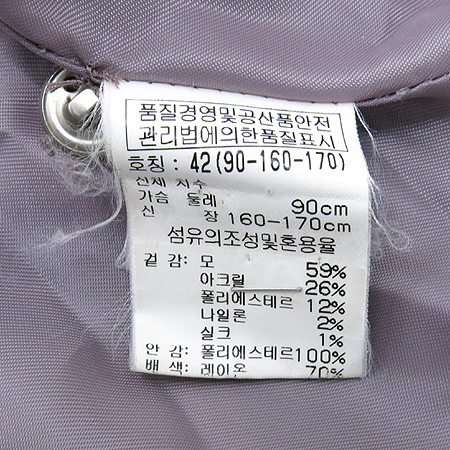 품질경영및공산품안전
관리법에의한품질표시
호칭 : 42(90-160-170)
신체 치수
가슴 둘레 90cm
신 장 160-170cm
섬유의조성및혼용율
겉 감: 모 59%
아크릴 26%
폴리에스테르 12%
나일론 2%
실크 1%
안 감: 폴리에스테르 100%
배 색: 레이온 70%